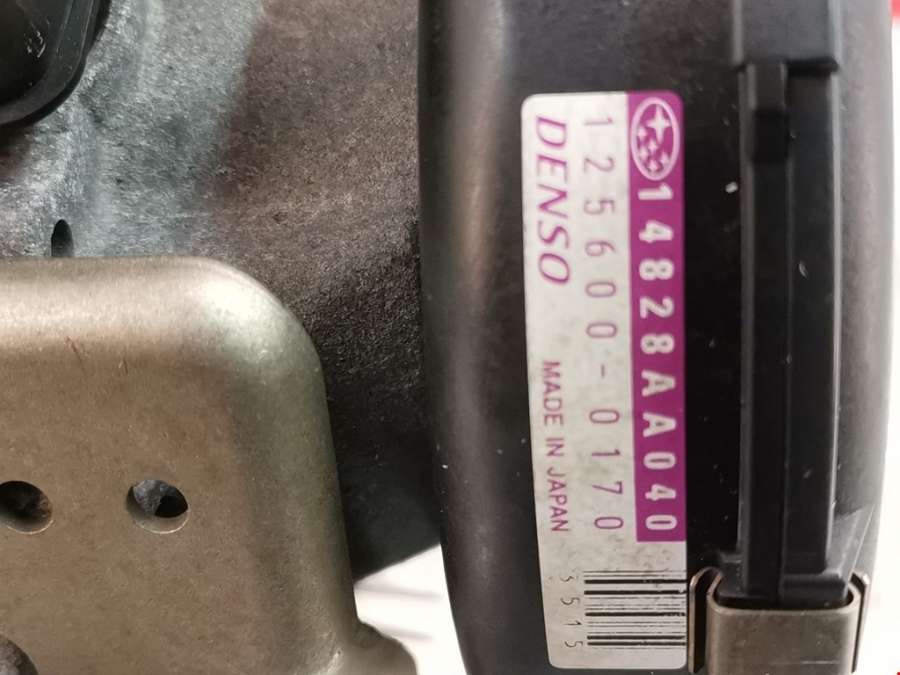 14828AA040
125600-0170
DENSO MADE IN JAPAN
3515